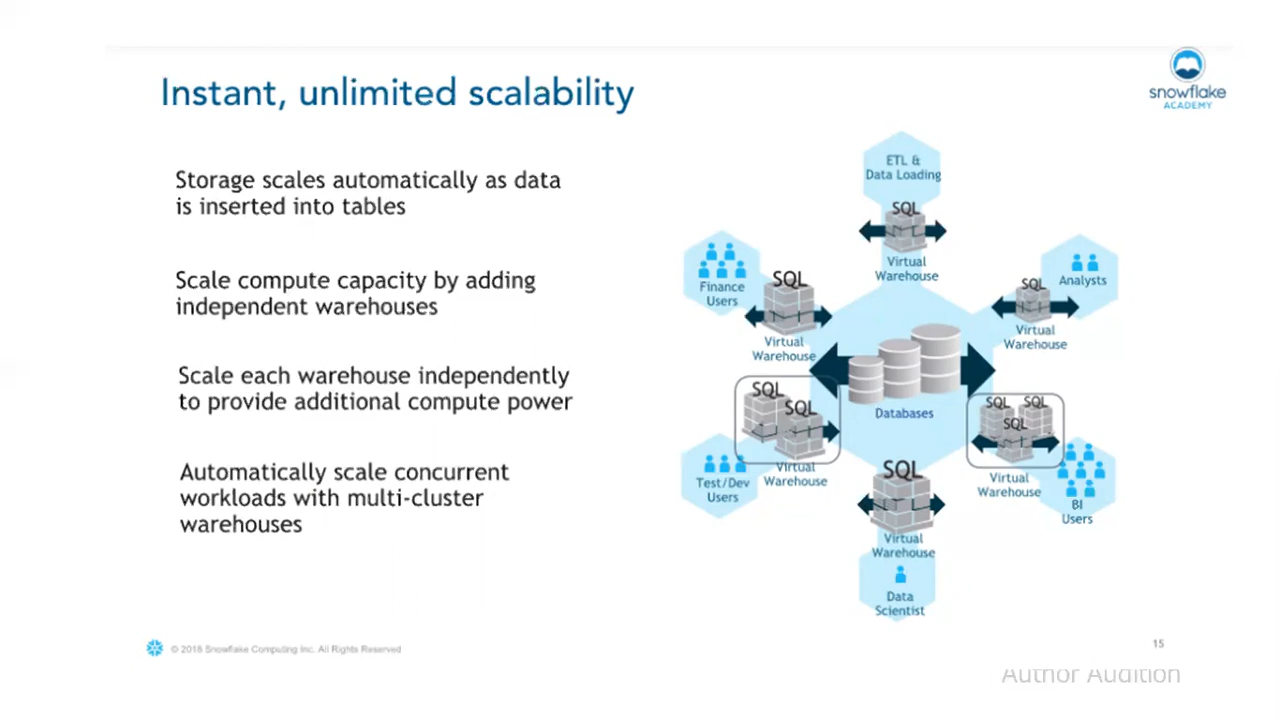 Instant, unlimited scalability
snowflake
ACADEMY
Storage scales automatically as data
is inserted into tables
Scale compute capacity by adding
independent warehouses
Scale each warehouse independently
to provide additional compute power
Automatically scale concurrent
workloads with multi-cluster
warehouses
ETL &
Data Loading
SQL
Virtual
Warehouse
Finance
Users
SQL
Virtual
Warehouse
Analysts
SQL
Virtual
Warehouse
Databases
SQL
SQL
Virtual
Warehouse
Test/Dev
Users
SQL
SQL
SQL
Virtual
Warehouse
BI
Users
SQL
Virtual
Warehouse
Data
Scientist
© 2018 Snowflake Computing Inc. All Rights Reserved
15
Author Audition